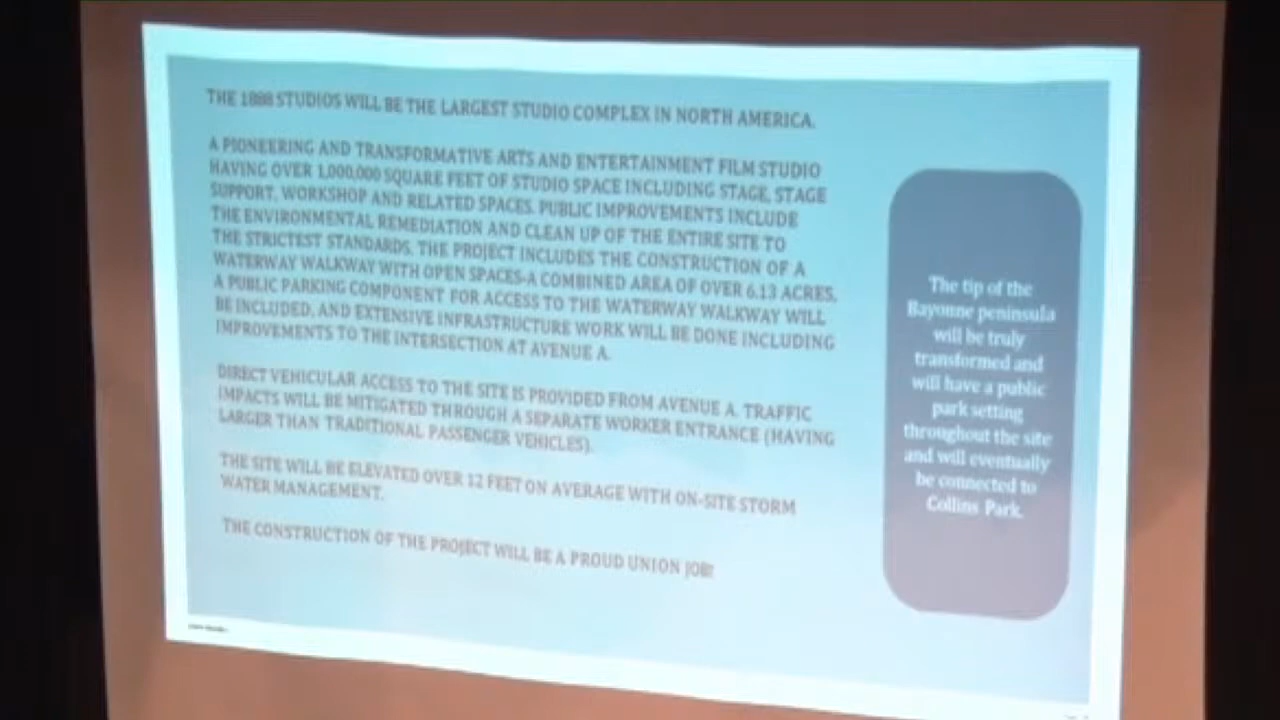 THE 1888 STUDIOS WILL BE THE LARGEST STUDIO COMPLEX IN NORTH AMERICA.
A PIONEERING AND TRANSFORMATIVE ARTS AND ENTERTAINMENT FILM STUDIO
HAVING OVER 1,000,000 SQUARE FEET OF STUDIO SPACE INCLUDING STAGE, STAGE
SUPPORT, WORKSHOP AND RELATED SPACES. PUBLIC IMPROVEMENTS INCLUDE
THE ENVIRONMENTAL REMEDIATION AND CLEAN UP OF THE ENTIRE SITE TO
THE STRICTEST STANDARDS. THE PROJECT INCLUDES THE CONSTRUCTION OF A
WATERWAY WALKWAY WITH OPEN SPACES-A COMBINED AREA OF OVER 6.13 ACRES.
A PUBLIC PARKING COMPONENT FOR ACCESS TO THE WATERWAY WALKWAY WILL
BE INCLUDED, AND EXTENSIVE INFRASTRUCTURE WORK WILL BE DONE INCLUDING
IMPROVEMENTS TO THE INTERSECTION AT AVENUE A.
DIRECT VEHICULAR ACCESS TO THE SITE IS PROVIDED FROM AVENUE A. TRAFFIC
IMPACTS WILL BE MITIGATED THROUGH A SEPARATE WORKER ENTRANCE (HAVING
LARGER THAN TRADITIONAL PASSENGER VEHICLES).
THE SITE WILL BE ELEVATED OVER 12 FEET ON AVERAGE WITH ON-SITE STORM
WATER MANAGEMENT.
THE CONSTRUCTION OF THE PROJECT WILL BE A PROUD UNION JOB!
The tip of the
Bayonne peninsula
will be truly
transformed and
will have a public
park setting
throughout the site
and will eventually
be connected to
Collins Park.